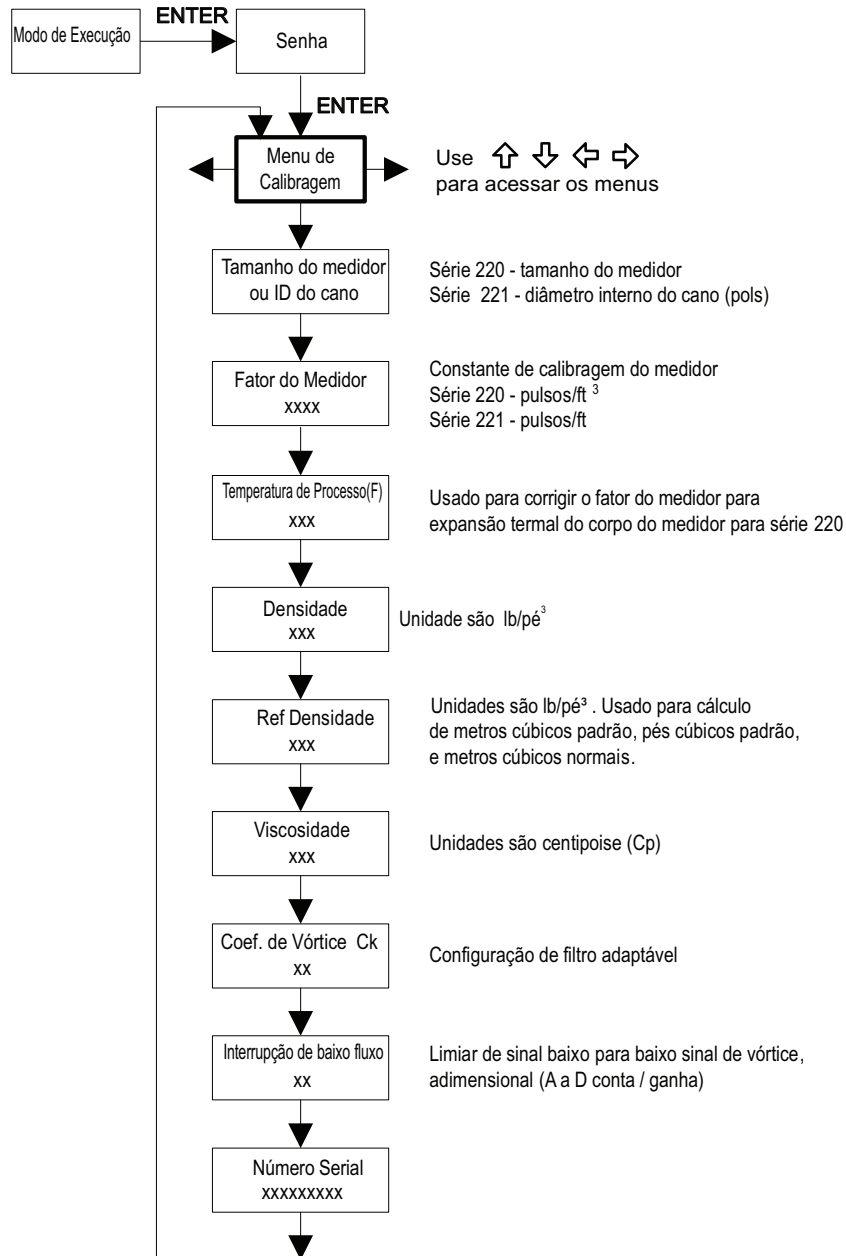 ENTER
Modo de Execução
Senha
ENTER
Menu de
Calibragem
Use
para acessar os menus
Tamanho do medidor
ou ID do cano
Série 220 - tamanho do medidor
Série 221 - diâmetro interno do cano (pols)
Fator do Medidor
xxxx
Constante de calibragem do medidor
Série 220 - pulsos/ft ³
Série 221 - pulsos/ft
Temperatura de Processo(F)
xxx
Usado para corrigir o fator do medidor para
expansão termal do corpo do medidor para série 220
Densidade
xxx
Unidade são lb/pé³
Ref Densidade
xxx
Unidades são lb/pé³ . Usado para cálculo
de metros cúbicos padrão, pés cúbicos padrão,
e metros cúbicos normais.
Viscosidade
xxx
Unidades são centipoise (Cp)
Coef. de Vórtice Ck
xx
Configuração de filtro adaptável
Interrupção de baixo fluxo
xx
Limiar de sinal baixo para baixo sinal de vórtice,
adimensional (A a D conta / ganha)
Número Serial
xxxxxxxxx